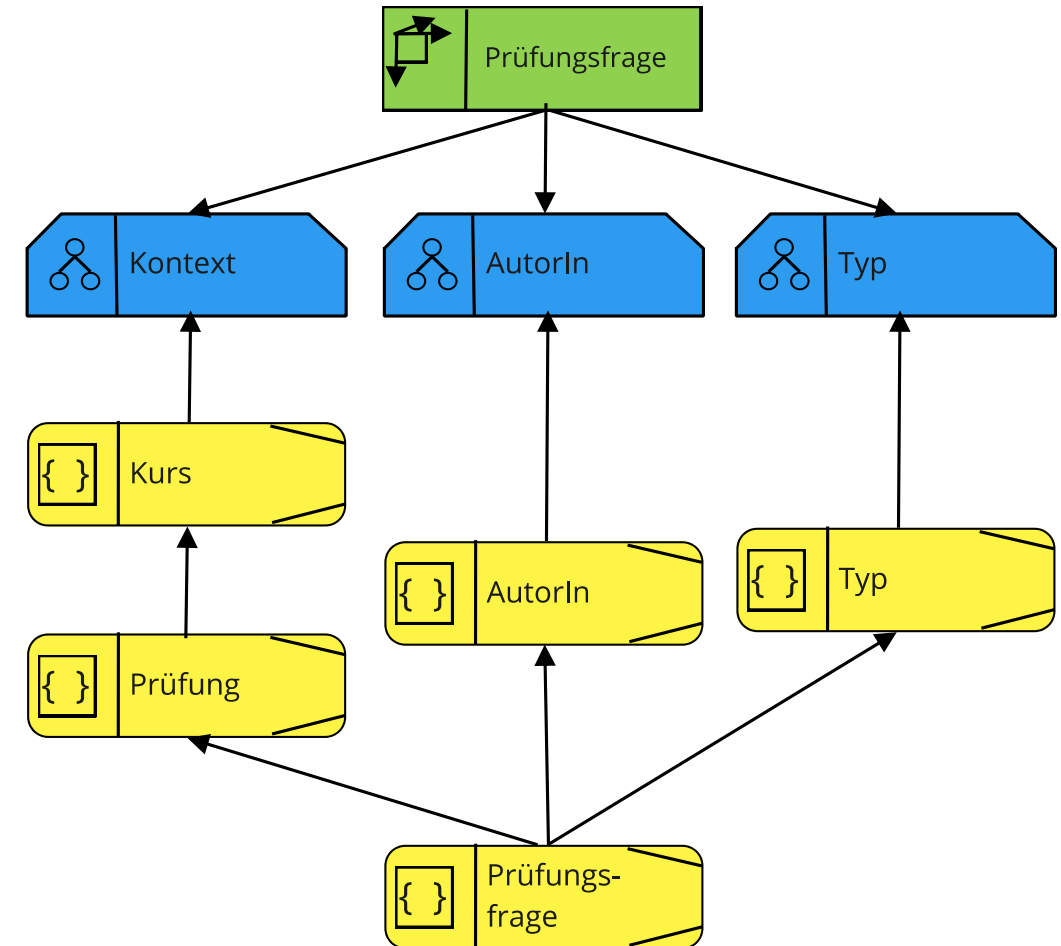 Prüfungsfrage
Kontext
AutorIn
Typ
{ } Kurs
{ } AutorIn
{ } Typ
{ } Prüfung
{ } Prüfungs-
frage